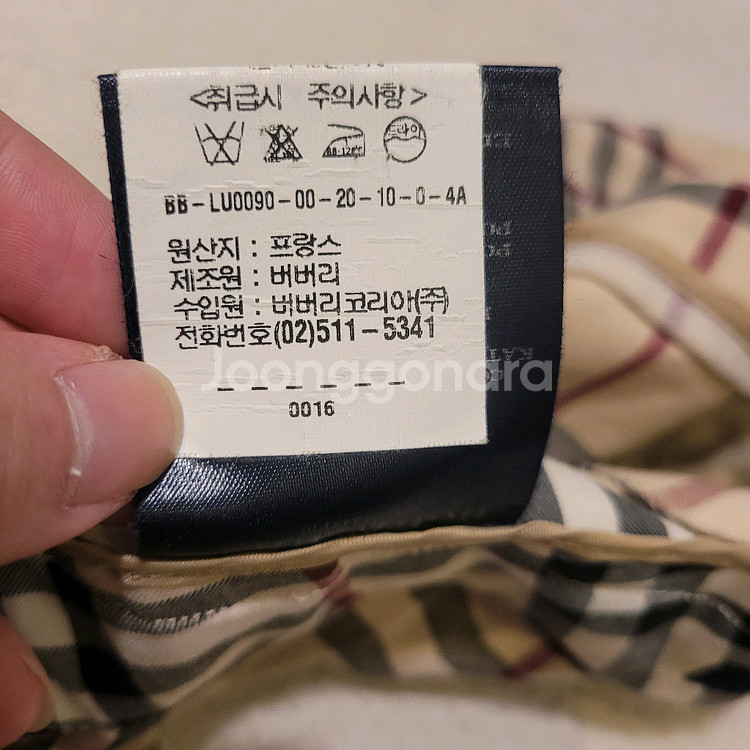 <취급시 주의사항>
드라이
BB-LU0090-00-20-10-0-4A
원산지 : 프랑스
제조원 : 버버리
수입원 : 버버리코리아(주)
전화번호(02)511-5341
Joonggonara
0016